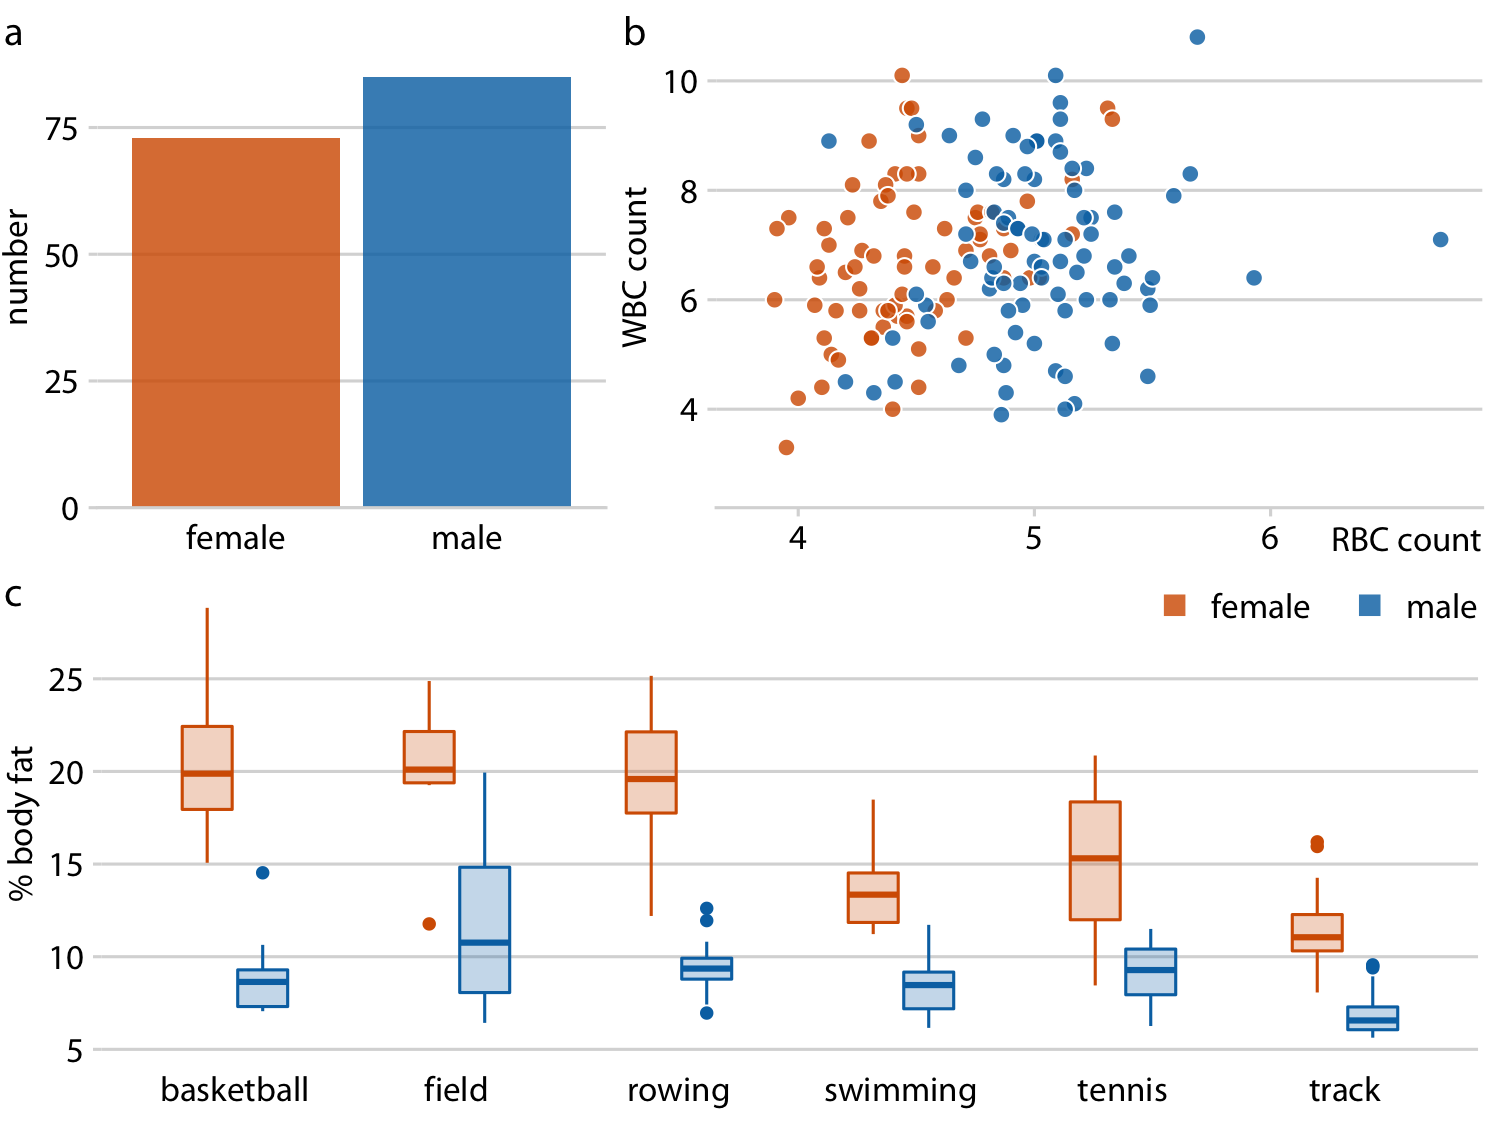 a
75
50
25
0
number
female male
b
10
8
6
4
WBC count
4 5 6 RBC count
c
female male
25
20
15
10
5
% body fat
basketball field rowing swimming tennis track